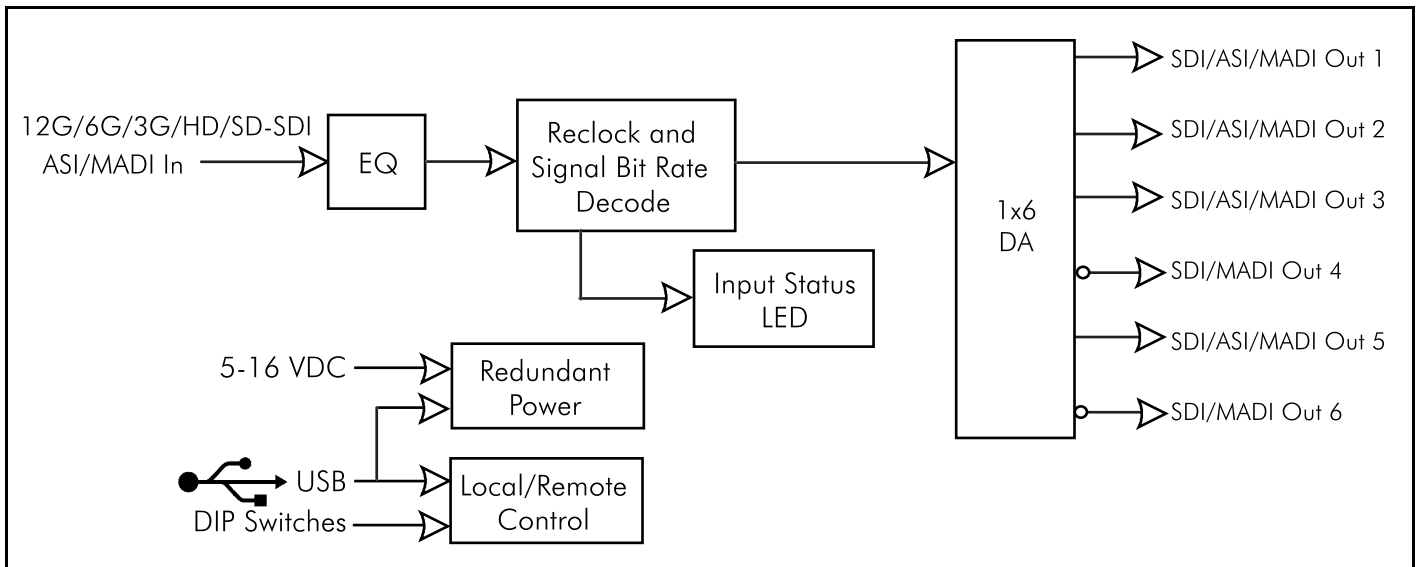 12G/6G/3G/HD/SD-SDI
ASI/MADI In
EQ
Reclock and
Signal Bit Rate
Decode
Input Status
LED
1x6
DA
SDI/ASI/MADI Out 1
SDI/ASI/MADI Out 2
SDI/ASI/MADI Out 3
SDI/MADI Out 4
SDI/ASI/MADI Out 5
SDI/MADI Out 6
5-16 VDC
Redundant
Power
USB
DIP Switches
Local/Remote
Control